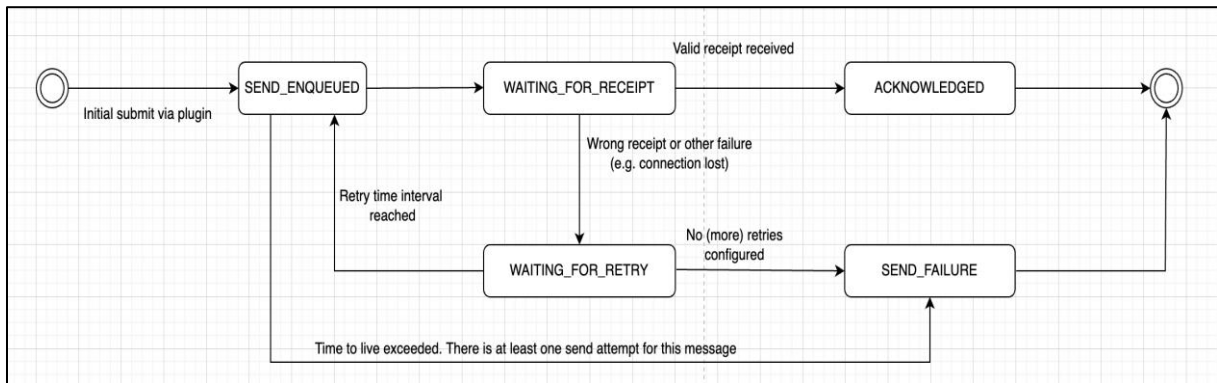 Valid receipt received
SEND_ENQUEUED
WAITING_FOR_RECEIPT
ACKNOWLEDGED
Initial submit via plugin
Wrong receipt or other failure
(e.g. connection lost)
Retry time interval
reached
No (more) retries
configured
WAITING_FOR_RETRY
SEND_FAILURE
Time to live exceeded. There is at least one send attempt for this message